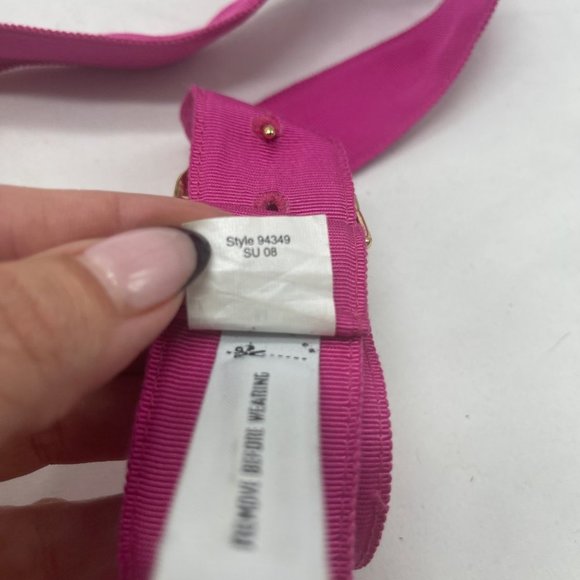 Style 94349
SU 08
REMOVE BEFORE WEARING